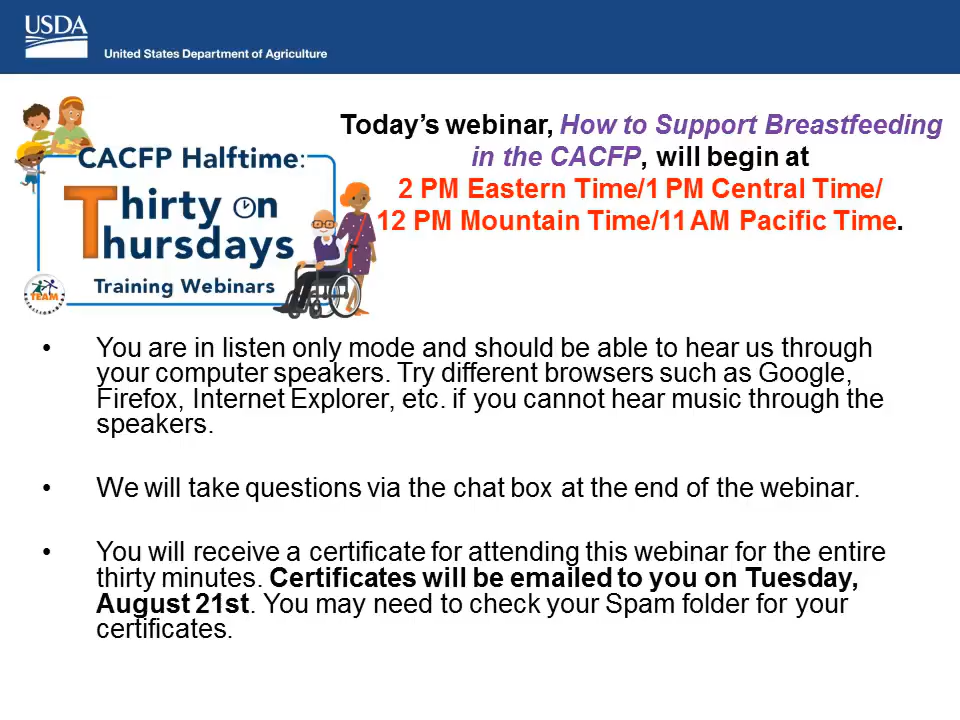 USDA
United States Department of Agriculture
CACFP Halftime:
Thirty on
Thursdays
Training Webinars
TEAM
Today’s webinar, How to Support Breastfeeding
in the CACFP, will begin at
2 PM Eastern Time/1 PM Central Time/
12 PM Mountain Time/11 AM Pacific Time.
• You are in listen only mode and should be able to hear us through
your computer speakers. Try different browsers such as Google,
Firefox, Internet Explorer, etc. if you cannot hear music through the
speakers.
• We will take questions via the chat box at the end of the webinar.
• You will receive a certificate for attending this webinar for the entire
thirty minutes. Certificates will be emailed to you on Tuesday,
August 21st. You may need to check your Spam folder for your
certificates.